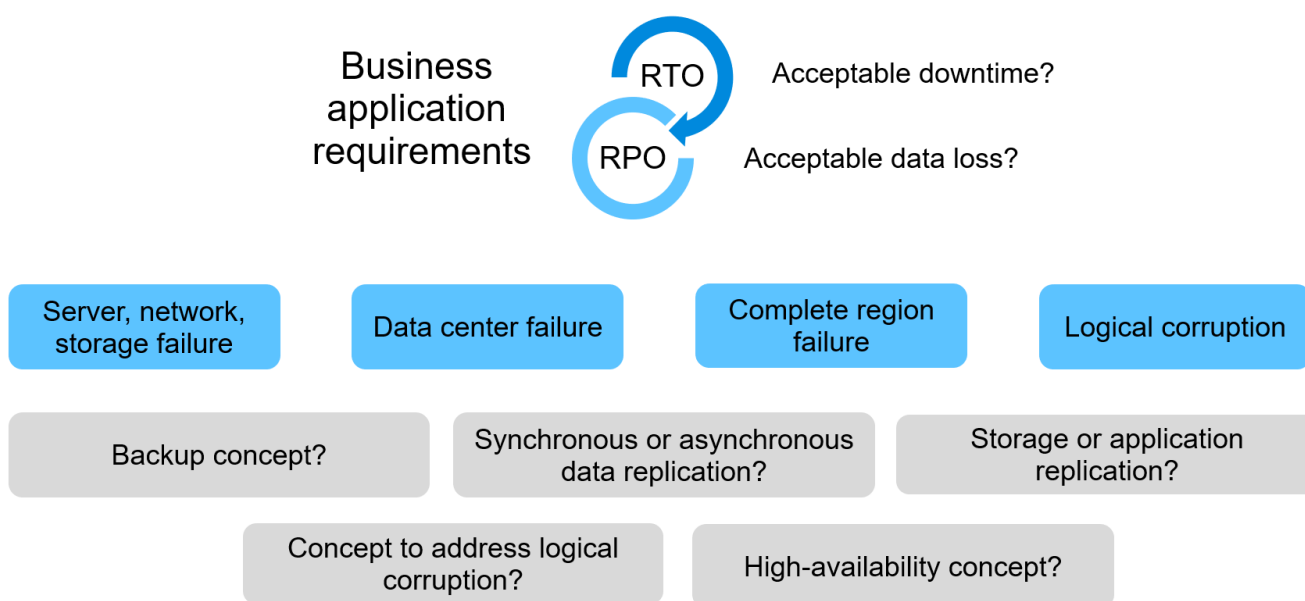 Business
application
requirements
RTO
Acceptable downtime?
RPO
Acceptable data loss?
Server, network,
storage failure
Data center failure
Complete region
failure
Logical corruption
Backup concept?
Synchronous or asynchronous
data replication?
Storage or application
replication?
Concept to address logical
corruption?
High-availability concept?